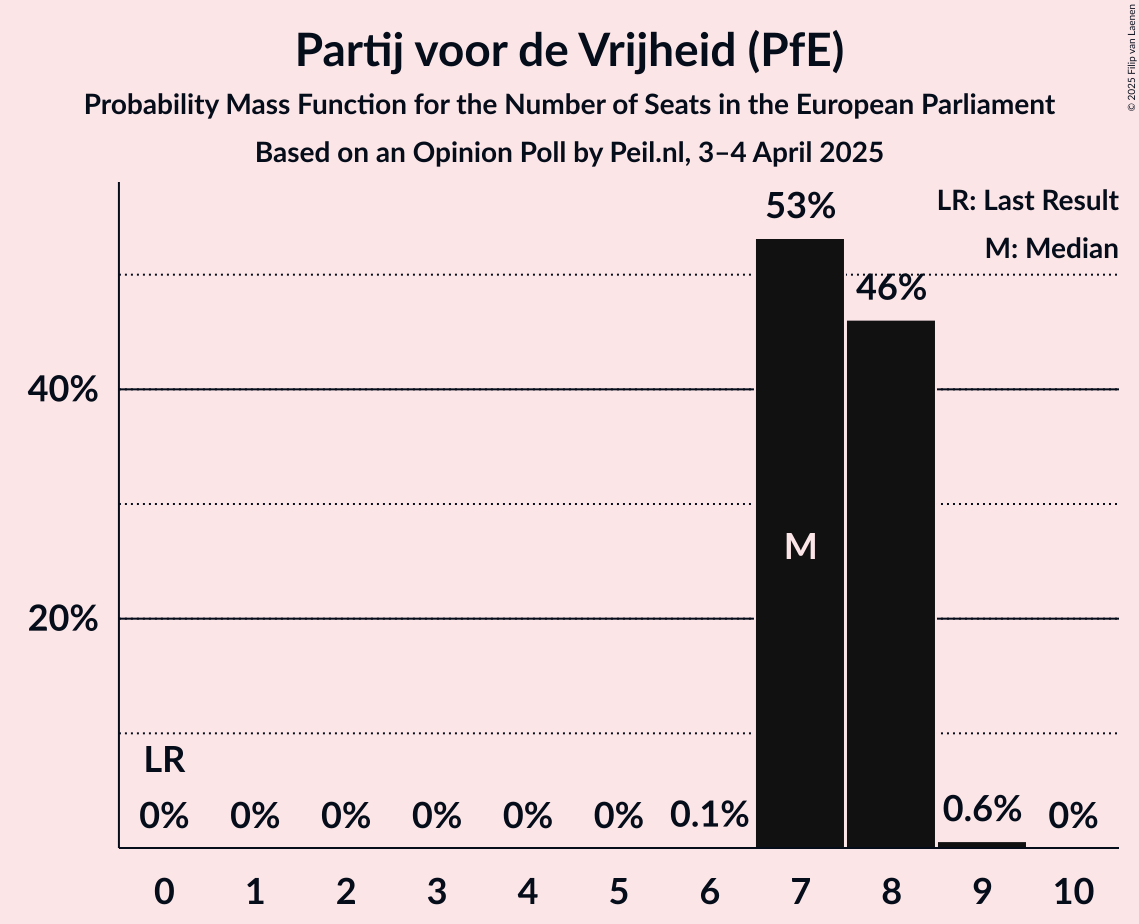 Partij voor de Vrijheid (PfE)
Probability Mass Function for the Number of Seats in the European Parliament
Based on an Opinion Poll by Peil.nl, 3–4 April 2025
© 2025 Filip van Laenen
LR: Last Result
M: Median
53%
46%
40%
20%
M
LR
0% 0% 0% 0% 0% 0% 0.1% 0.6% 0%
0 1 2 3 4 5 6 7 8 9 10